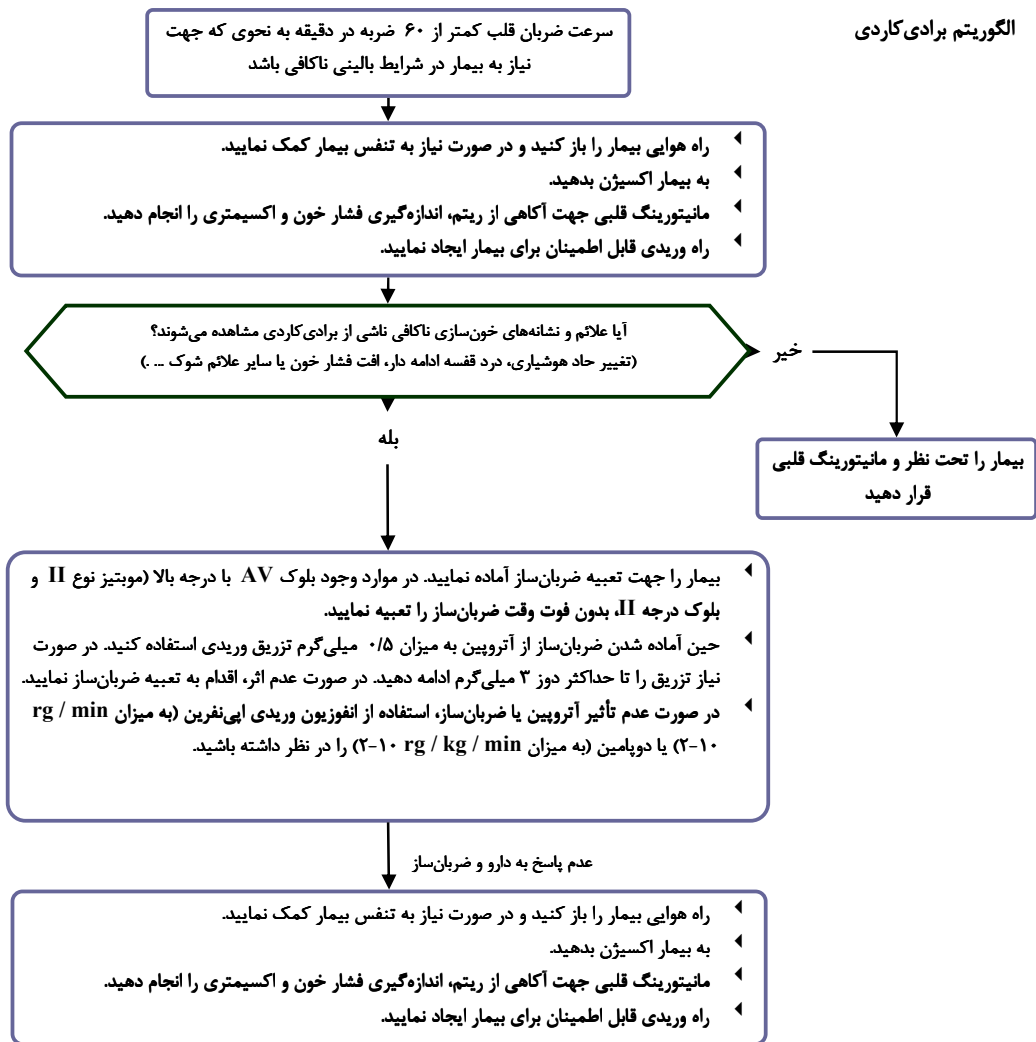 الگوریتم برادی‌کاردی
سرعت ضربان قلب کمتر از ۶۰ ضربه در دقیقه به نحوی که جهت
نیاز به بیمار در شرایط بالینی ناکافی باشد
راه هوایی بیمار را باز کنید و در صورت نیاز به تنفس بیمار کمک نمایید.
به بیمار اکسیژن بدهید.
مانیتورینگ قلبی جهت آگاهی از ریتم، اندازه‌گیری فشار خون و اکسیمتری را انجام دهید.
راه وریدی قابل اطمینان برای بیمار ایجاد نمایید.
آیا علائم و نشانه‌های خون‌سازی ناکافی ناشی از برادی‌کاردی مشاهده می‌شوند؟
(تغییر حاد هوشیاری، درد قفسه ادامه دار، افت فشار خون یا سایر علائم شوک ... .)
خیر
بله
بیمار را تحت نظر و مانیتورینگ قلبی
قرار دهید
بیمار را جهت تعبیه ضربان‌ساز آماده نمایید. در موارد وجود بلوک AV با درجه بالا (موبتیز نوع II و
بلوک درجه II، بدون فوت وقت ضربان‌ساز را تعبیه نمایید.
حین آماده شدن ضربان‌ساز از آتروپین به میزان ۰/۵ میلی‌گرم تزریق وریدی استفاده کنید. در صورت
نیاز تزریق را تا حداکثر دوز ۳ میلی‌گرم ادامه دهید. در صورت عدم اثر، اقدام به تعبیه ضربان‌ساز نمایید.
در صورت عدم تأثیر آتروپین یا ضربان‌ساز، استفاده از انفوزیون وریدی اپی‌نفرین (به میزان rg / min
۲-۱۰) یا دوپامین (به میزان rg / kg / min ۲-۱۰) را در نظر داشته باشید.
عدم پاسخ به دارو و ضربان‌ساز
راه هوایی بیمار را باز کنید و در صورت نیاز به تنفس بیمار کمک نمایید.
به بیمار اکسیژن بدهید.
مانیتورینگ قلبی جهت آگاهی از ریتم، اندازه‌گیری فشار خون و اکسیمتری را انجام دهید.
راه وریدی قابل اطمینان برای بیمار ایجاد نمایید.